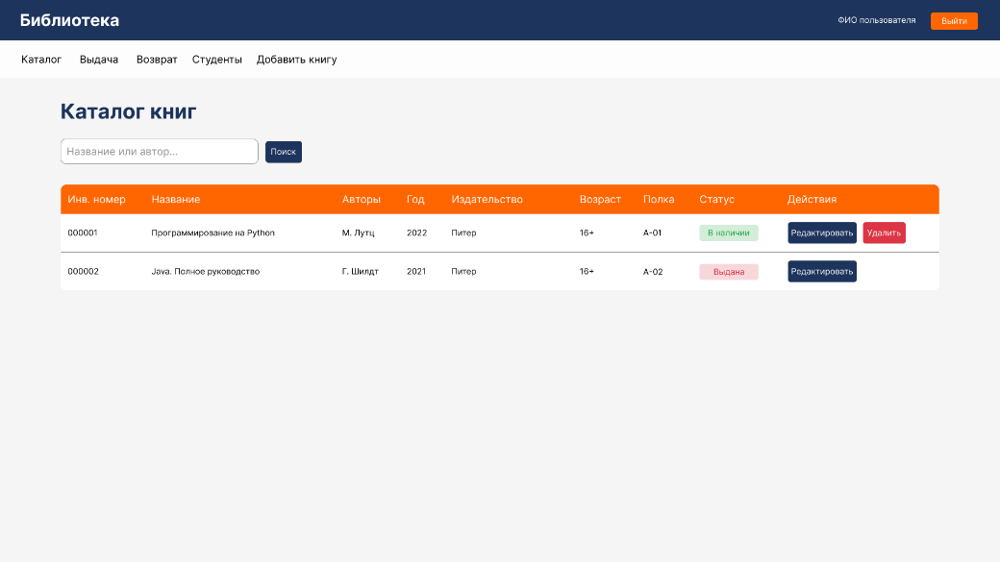 Библиотека ФИО пользователя Выйти
Каталог Выдача Возврат Студенты Добавить книгу
Каталог книг
Название или автор... Поиск
Инв. номер Название Авторы Год Издательство Возраст Полка Статус Действия
000001 Программирование на Python М. Лутц 2022 Питер 16+ А-01 В наличии Редактировать Удалить
000002 Java. Полное руководство Г. Шилдт 2021 Питер 16+ А-02 Выдана Редактировать